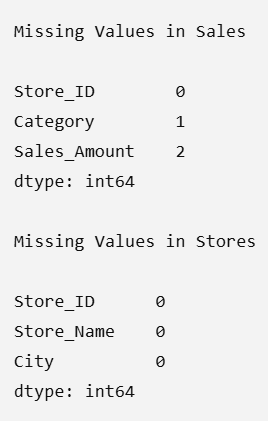 Missing Values in Sales
Store_ID        0
Category        1
Sales_Amount    2
dtype: int64
Missing Values in Stores
Store_ID      0
Store_Name    0
City          0
dtype: int64